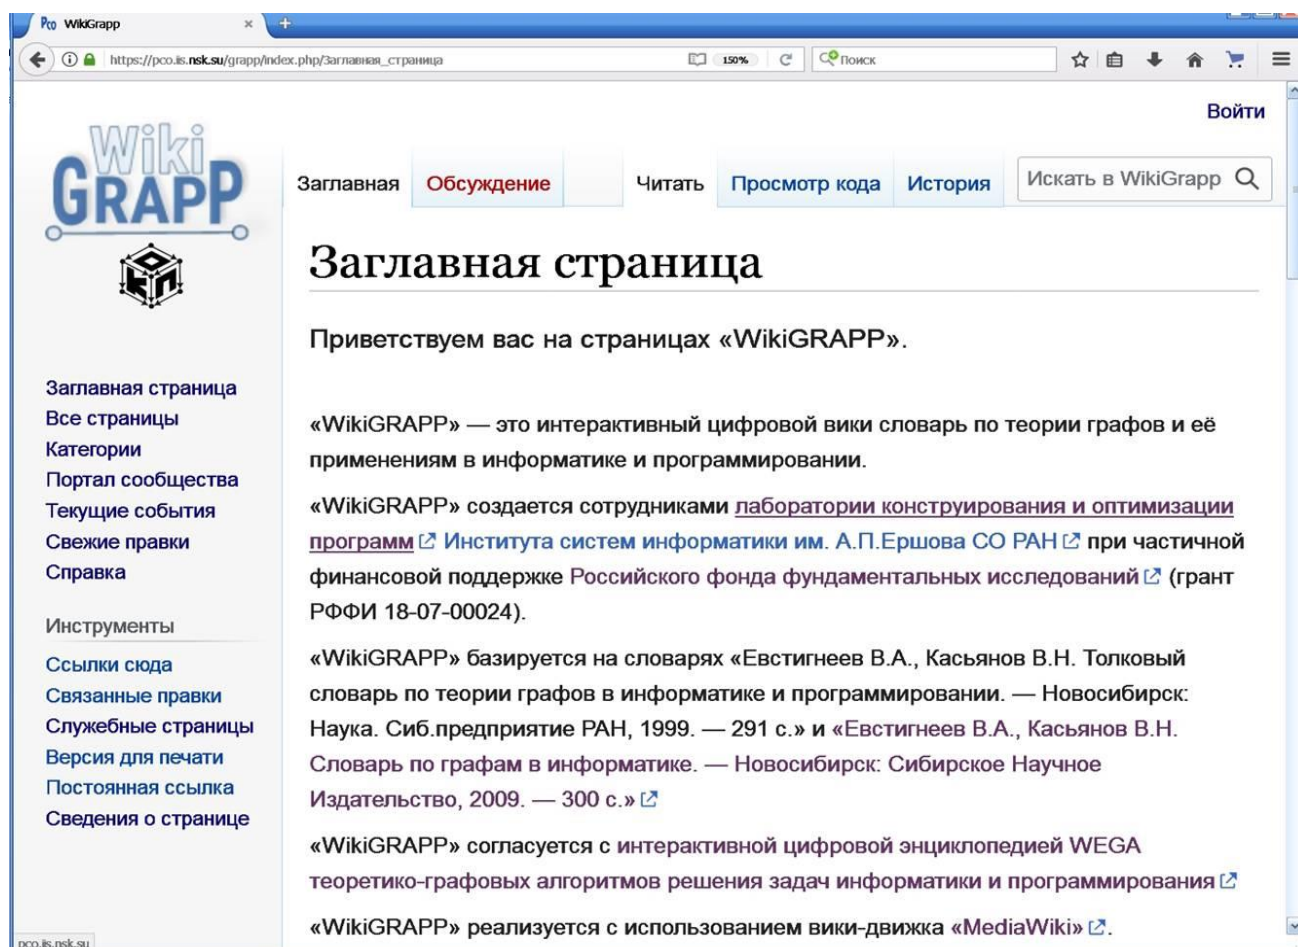 Pco WikiGrapp × +
https://pco.iis.nsk.su/grapp/index.php/Заглавная_страница 150% Поиск
Войти
Wiki
GRAPP
Заглавная Обсуждение Читать Просмотр кода История Искать в WikiGrapp
Заглавная страница
Приветствуем вас на страницах «WikiGRAPP».
Заглавная страница
Все страницы
Категории
Портал сообщества
Текущие события
Свежие правки
Справка
Инструменты
Ссылки сюда
Связанные правки
Служебные страницы
Версия для печати
Постоянная ссылка
Сведения о странице
«WikiGRAPP» — это интерактивный цифровой вики словарь по теории графов и её
применениям в информатике и программировании.
«WikiGRAPP» создается сотрудниками лаборатории конструирования и оптимизации
программ Института систем информатики им. А.П.Ершова СО РАН при частичной
финансовой поддержке Российского фонда фундаментальных исследований (грант
РФФИ 18-07-00024).
«WikiGRAPP» базируется на словарях «Евстигнеев В.А., Касьянов В.Н. Толковый
словарь по теории графов в информатике и программировании. — Новосибирск:
Наука. Сиб.предприятие РАН, 1999. — 291 с.» и «Евстигнеев В.А., Касьянов В.Н.
Словарь по графам в информатике. — Новосибирск: Сибирское Научное
Издательство, 2009. — 300 с.»
«WikiGRAPP» согласуется с интерактивной цифровой энциклопедией WEGA
теоретико-графовых алгоритмов решения задач информатики и программирования
«WikiGRAPP» реализуется с использованием вики-движка «MediaWiki».
pco.iis.nsk.su